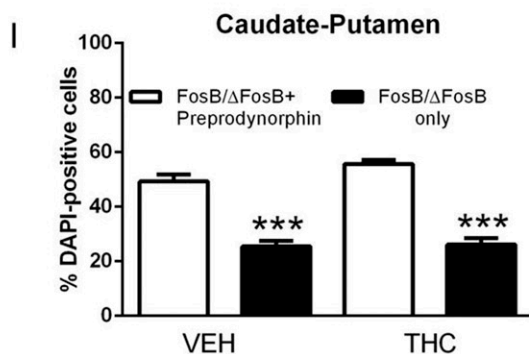 I
Caudate-Putamen
% DAPI-positive cells
100
80
60
40
20
0
FosB/ΔFosB+
Preprodynorphin
FosB/ΔFosB
only
***
***
VEH
THC